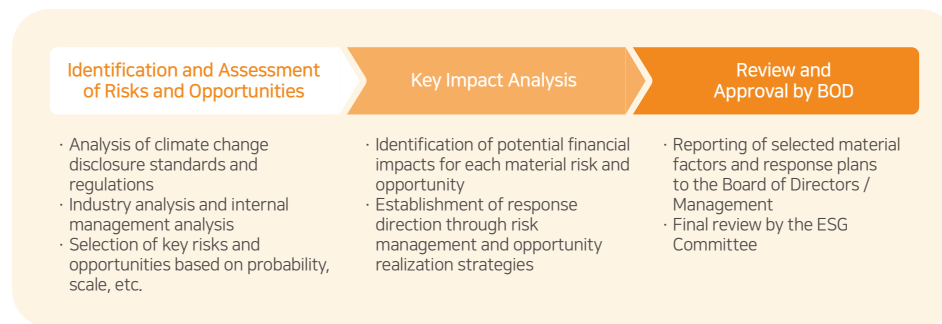 Identification and Assessment
of Risks and Opportunities
Key Impact Analysis
Review and
Approval by BOD
· Analysis of climate change
disclosure standards and
regulations
· Industry analysis and internal
management analysis
· Selection of key risks and
opportunities based on probability,
scale, etc.
· Identification of potential financial
impacts for each material risk and
opportunity
· Establishment of response
direction through risk
management and opportunity
realization strategies
· Reporting of selected material
factors and response plans
to the Board of Directors /
Management
· Final review by the ESG
Committee